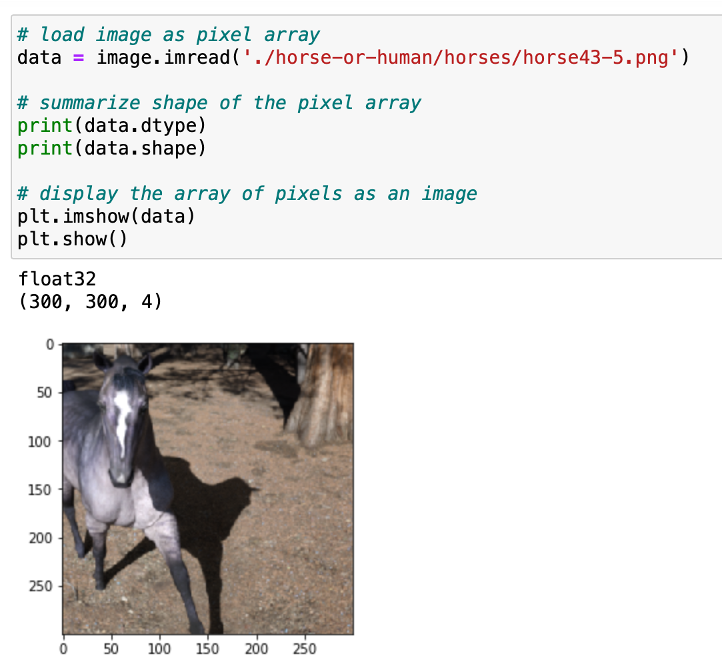 # load image as pixel array
data = image.imread('./horse-or-human/horses/horse43-5.png')
# summarize shape of the pixel array
print(data.dtype)
print(data.shape)
# display the array of pixels as an image
plt.imshow(data)
plt.show()
float32
(300, 300, 4)
0
50
100
150
200
250
0 50 100 150 200 250